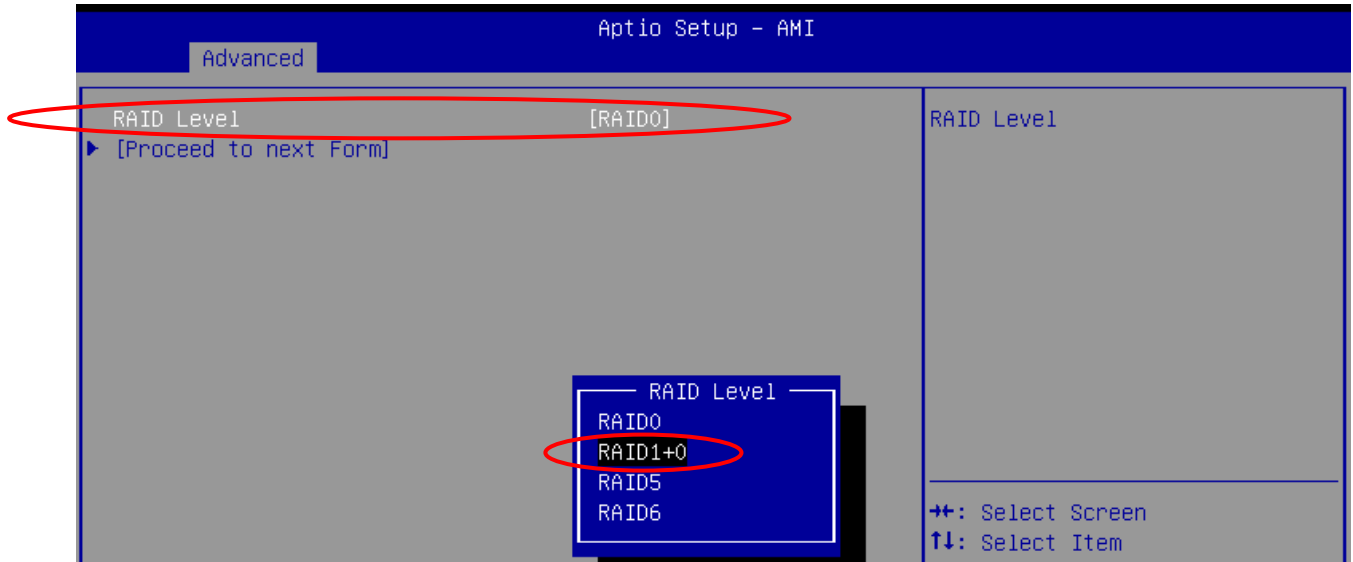 Aptio Setup - AMI
Advanced
RAID Level [RAID0]
[Proceed to next Form]
RAID Level
RAID Level
RAID0
RAID1+0
RAID5
RAID6
→←: Select Screen
↑↓: Select Item